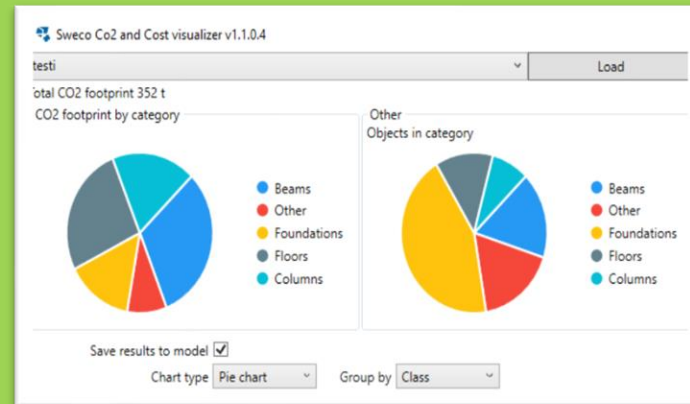 Sweco Co2 and Cost visualizer v1.1.0.4
testi
Load
otal CO2 footprint 352 t
CO2 footprint by category
Beams
Other
Foundations
Floors
Columns
Other
Objects in category
Beams
Other
Foundations
Floors
Columns
Save results to model
Chart type Pie chart Group by Class